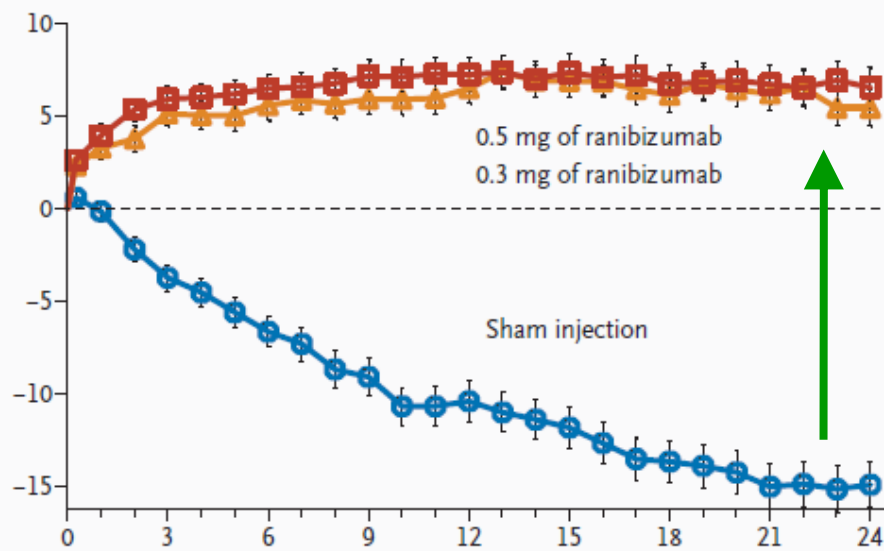 10
5
0.5 mg of ranibizumab
0.3 mg of ranibizumab
0
−5
Sham injection
−10
−15
0 3 6 9 12 15 18 21 24